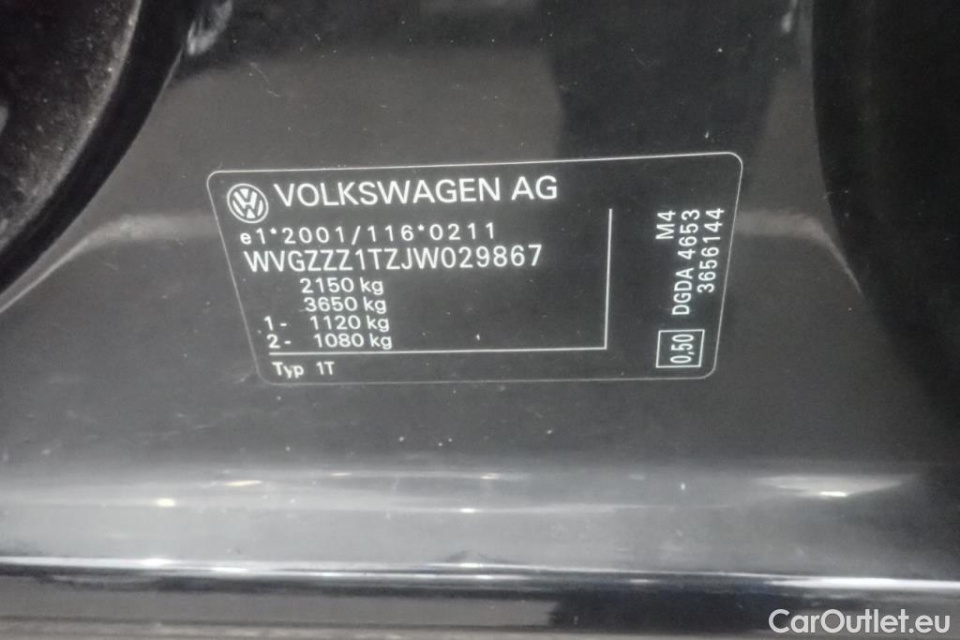 VOLKSWAGEN AG
e1*2001/116*0211
WVGZZZ1TZJW029867
2150 kg
3650 kg
1- 1120 kg
2- 1080 kg
Typ 1T
M4
DGDA 4653
3656144
0,50
CarOutlet.eu